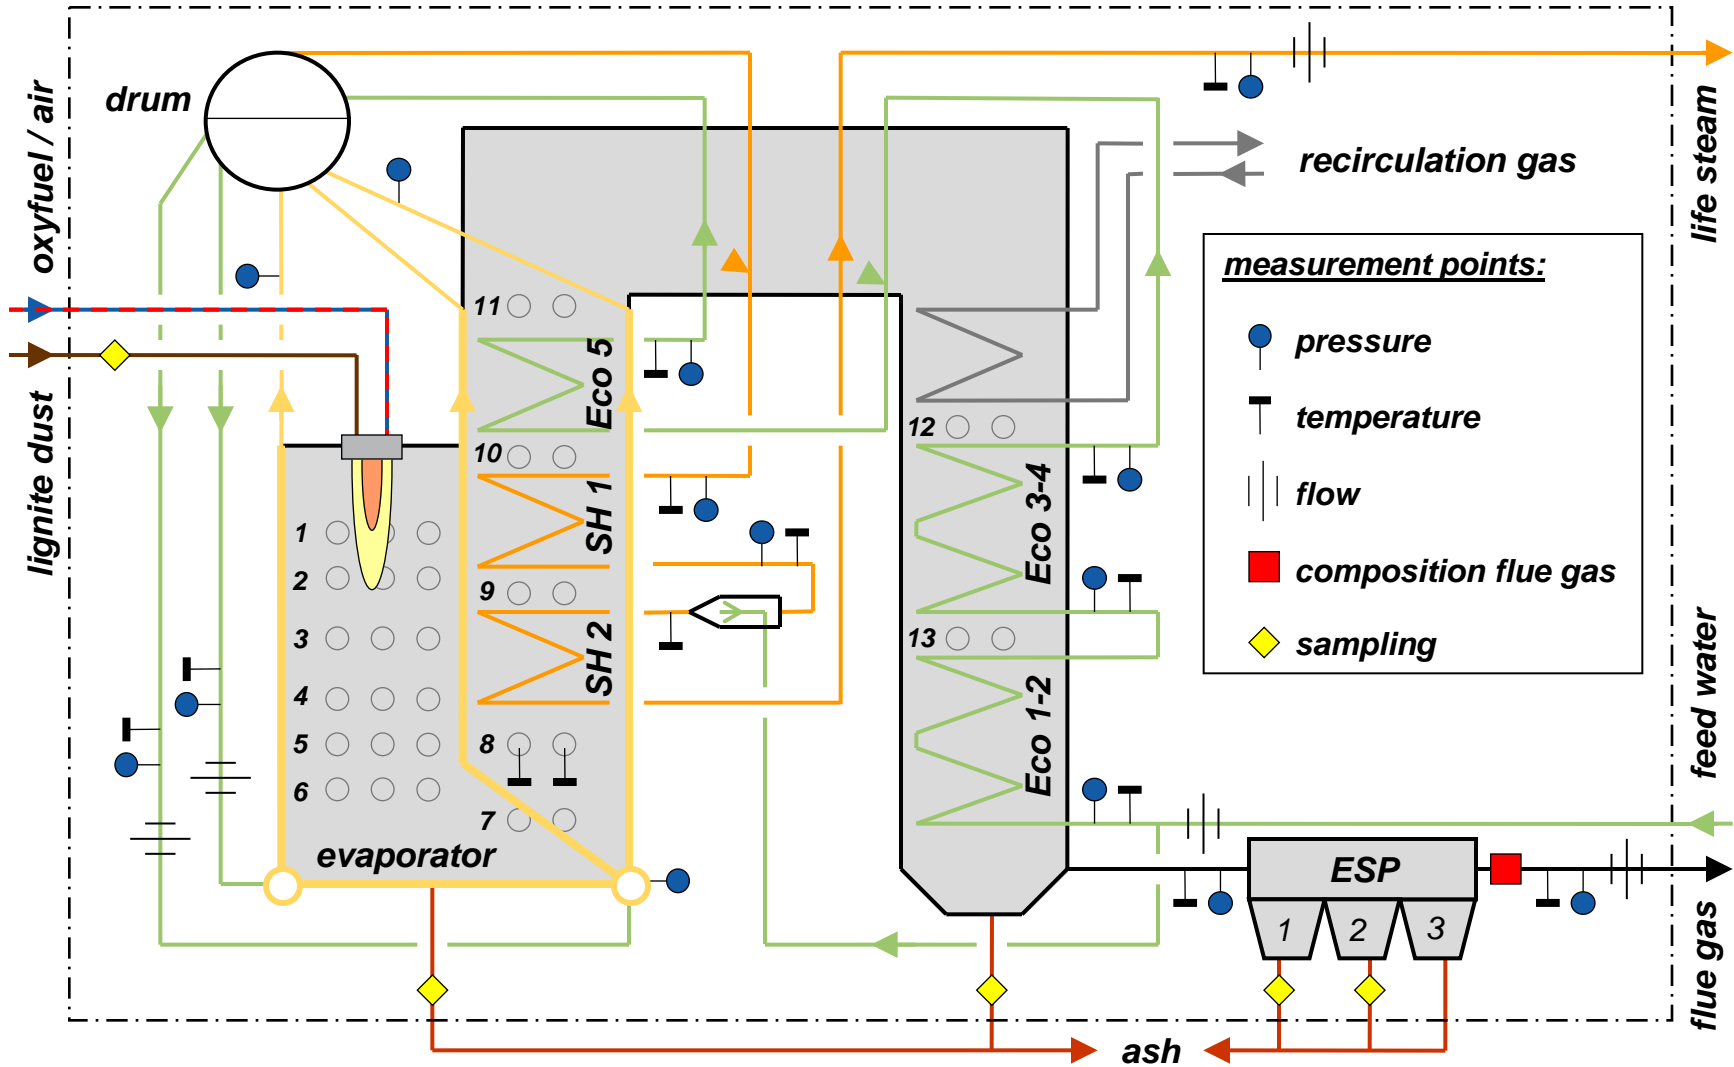 drum
oxyfuel / air
lignite dust
life steam
recirculation gas
measurement points:
pressure
temperature
flow
composition flue gas
sampling
feed water
flue gas
11
Eco 5
10
SH 1
9
SH 2
8
7
1
2
3
4
5
6
evaporator
12
Eco 3-4
13
Eco 1-2
ESP
1
2
3
ash